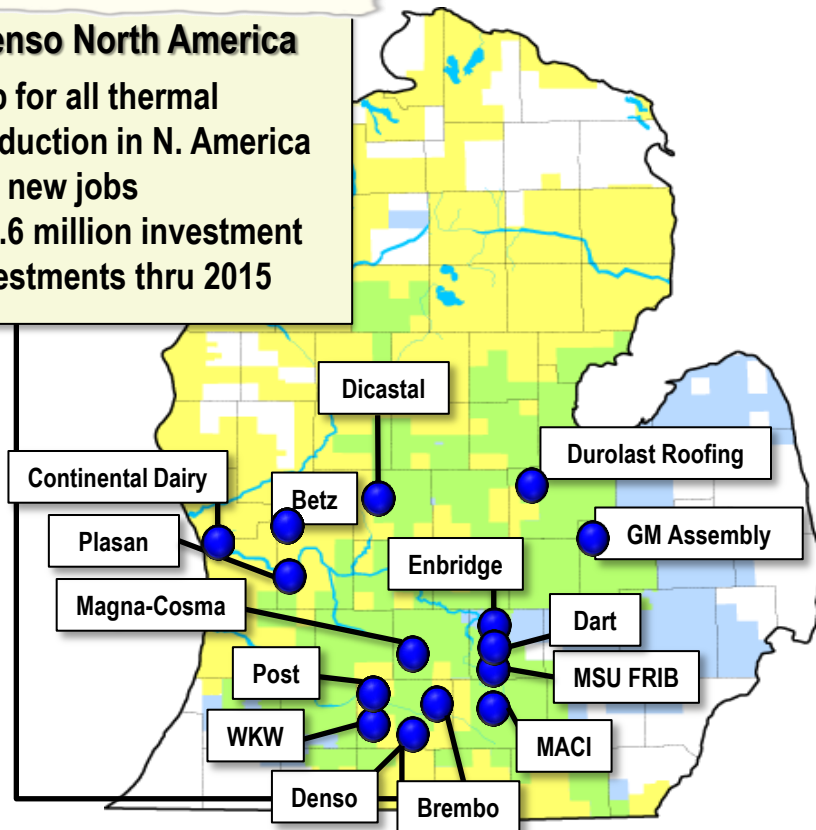 enso North America
for all thermal
duction in N. America
new jobs
.6 million investment
estments thru 2015
Dicastal
Durolast Roofing
Continental Dairy
Betz
GM Assembly
Plasan
Enbridge
Magna-Cosma
Dart
Post
MSU FRIB
WKW
MACI
Denso
Brembo